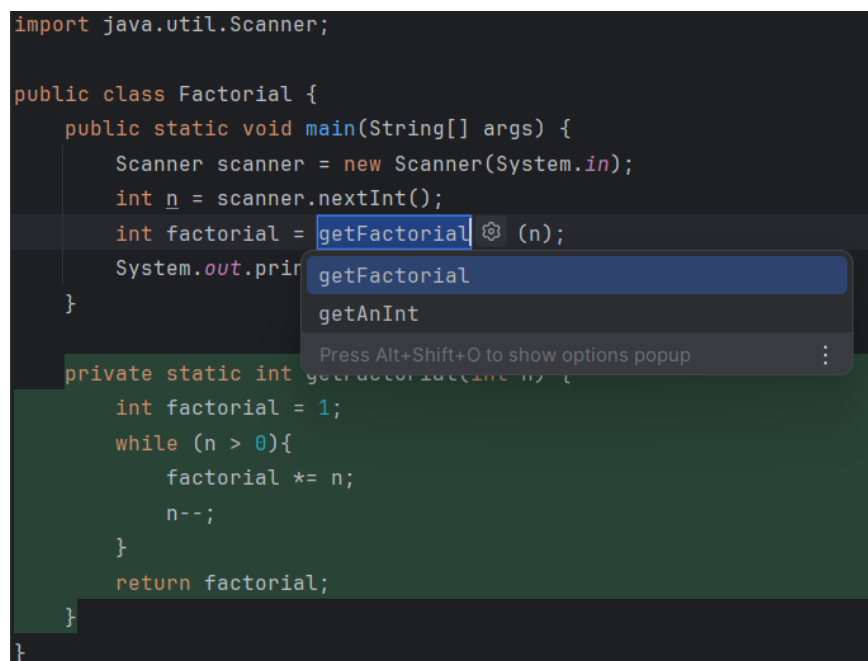 import java.util.Scanner;
public class Factorial {
public static void main(String[] args) {
Scanner scanner = new Scanner(System.in);
int n = scanner.nextInt();
int factorial = getFactorial (n);
System.out.prin
getFactorial
getAnInt
Press Alt+Shift+O to show options popup
}
private static int getFactorial(int n) {
int factorial = 1;
while (n > 0){
factorial *= n;
n--;
}
return factorial;
}
}